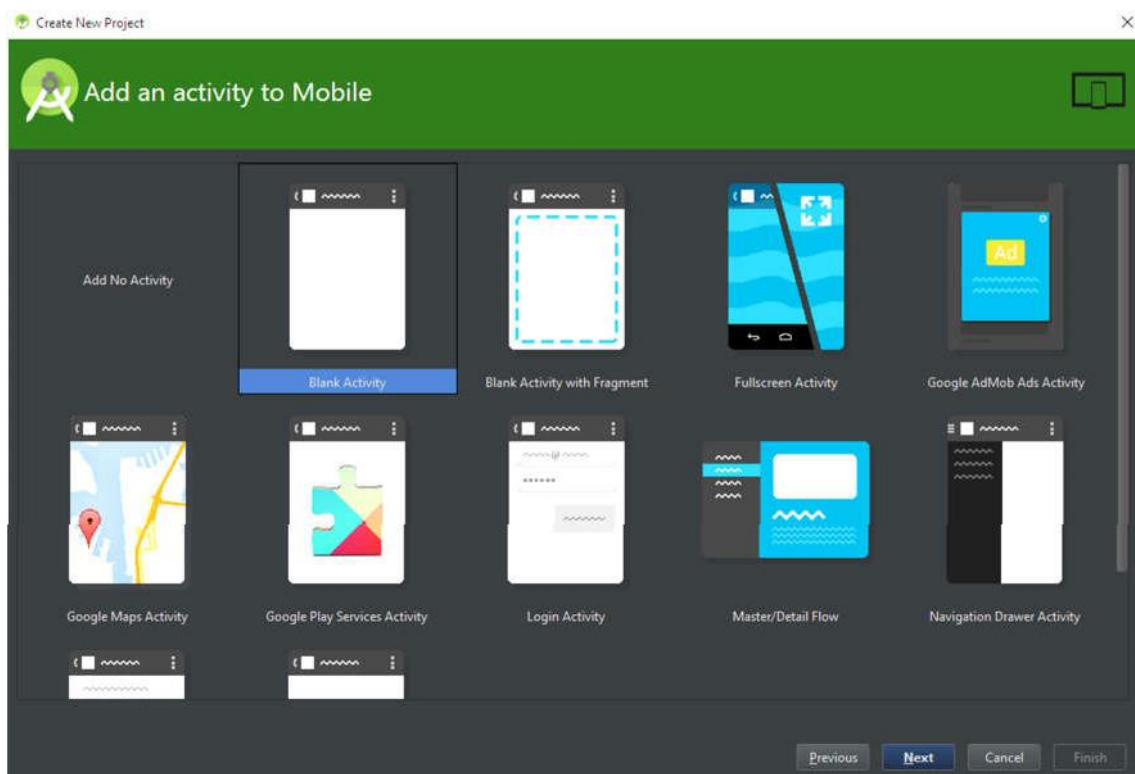 Create New Project
Add an activity to Mobile
Add No Activity
Blank Activity
Blank Activity with Fragment
Fullscreen Activity
Ad
Google AdMob Ads Activity
Google Maps Activity
Google Play Services Activity
Login Activity
Master/Detail Flow
Navigation Drawer Activity
Previous
Next
Cancel
Finish